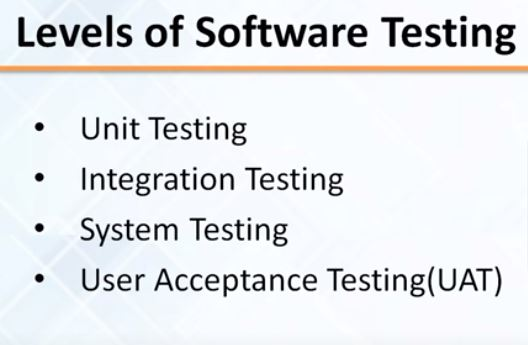 Levels of Software Testing
• Unit Testing
• Integration Testing
• System Testing
• User Acceptance Testing(UAT)